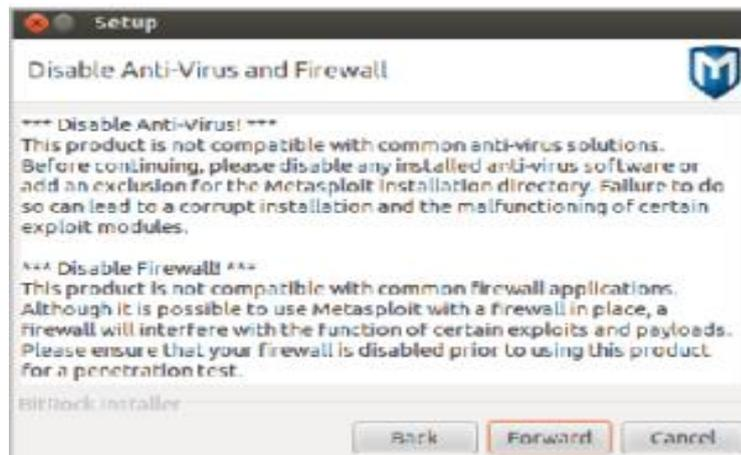 Setup
Disable Anti-Virus and Firewall
*** Disable Anti-Virus! ***
This product is not compatible with common anti-virus solutions.
Before continuing, please disable any installed anti-virus software or
add an exclusion for the Metasploit installation directory. Failure to do
so can lead to a corrupt installation and the malfunctioning of certain
exploit modules.
*** Disable Firewall! ***
This product is not compatible with common firewall applications.
Although it is possible to use Metasploit with a firewall in place, a
firewall will interfere with the function of certain exploits and payloads.
Please ensure that your firewall is disabled prior to using this product
for a penetration test.
BitRock Installer
Back
Forward
Cancel